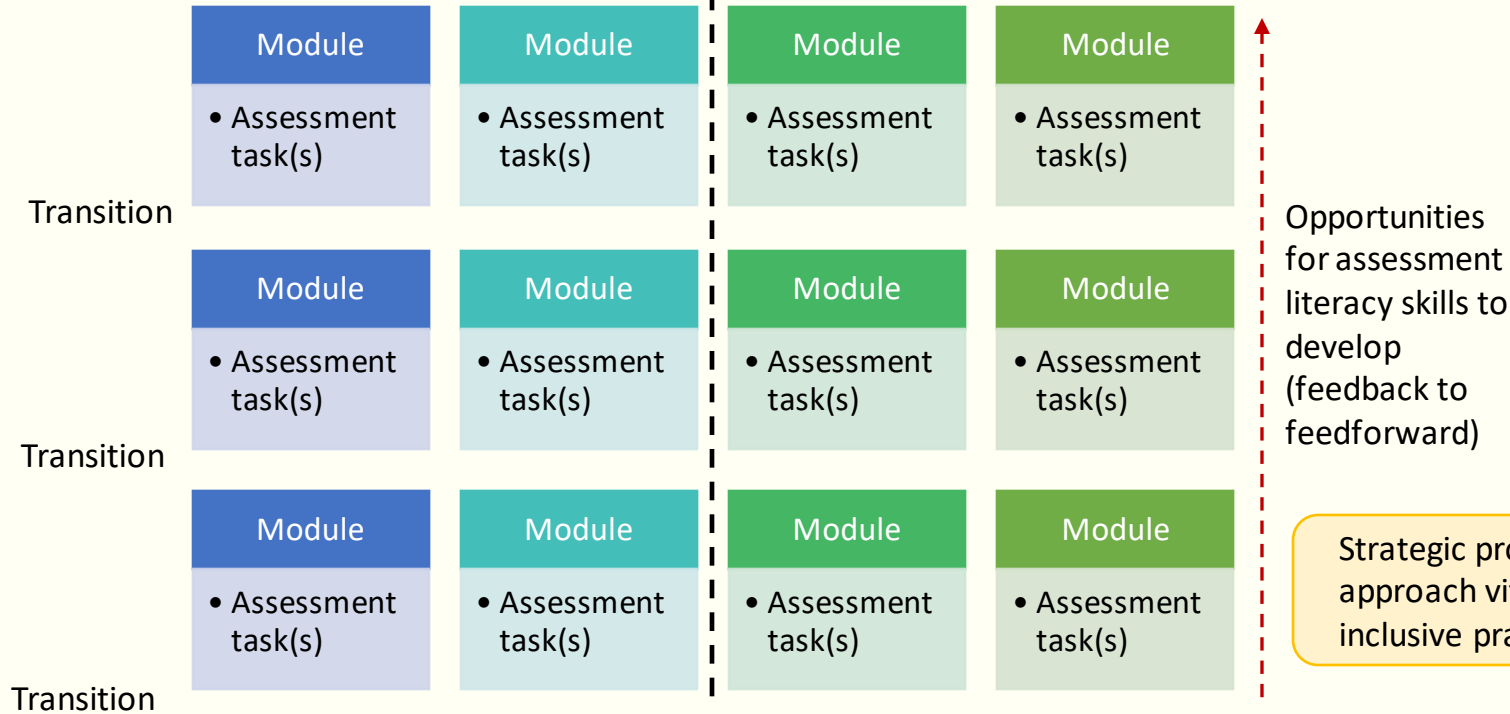 Module
Module
Module
Module
• Assessment
task(s)
• Assessment
task(s)
• Assessment
task(s)
• Assessment
task(s)
Transition
Module
Module
Module
Module
• Assessment
task(s)
• Assessment
task(s)
• Assessment
task(s)
• Assessment
task(s)
Transition
Module
Module
Module
Module
• Assessment
task(s)
• Assessment
task(s)
• Assessment
task(s)
• Assessment
task(s)
Transition
Opportunities
for assessment
literacy skills to
develop
(feedback to
feedforward)
Strategic
approach
inclusive